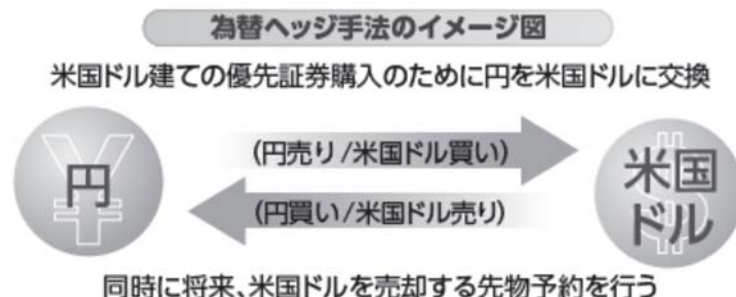 為替ヘッジ手法のイメージ図
米国ドル建ての優先証券購入のために円を米国ドルに交換
円
(円売り/米国ドル買い)
(円買い/米国ドル売り)
米国
ドル
同時に将来、米国ドルを売却する先物予約を行う